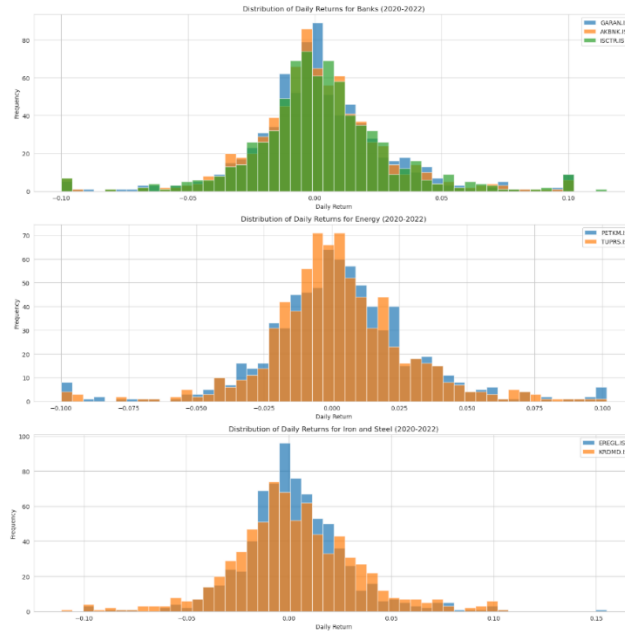 Distribution of Daily Returns for Banks (2020-2022)
GARAN.I
AKBNK.IS
ISCTR.IS
Frequency
80
60
40
20
0
−0.10 −0.05 0.00 0.05 0.10
Daily Return
Distribution of Daily Returns for Energy (2020-2022)
PETKM.I
TUPRS.I
Frequency
70
60
50
40
30
20
10
0
−0.100 −0.075 −0.050 −0.025 0.000 0.025 0.050 0.075 0.100
Daily Return
Distribution of Daily Returns for Iron and Steel (2020-2022)
EREGL.IS
KRDMD.I
Frequency
100
80
60
40
20
0
−0.10 −0.05 0.00 0.05 0.10 0.15
Daily Return